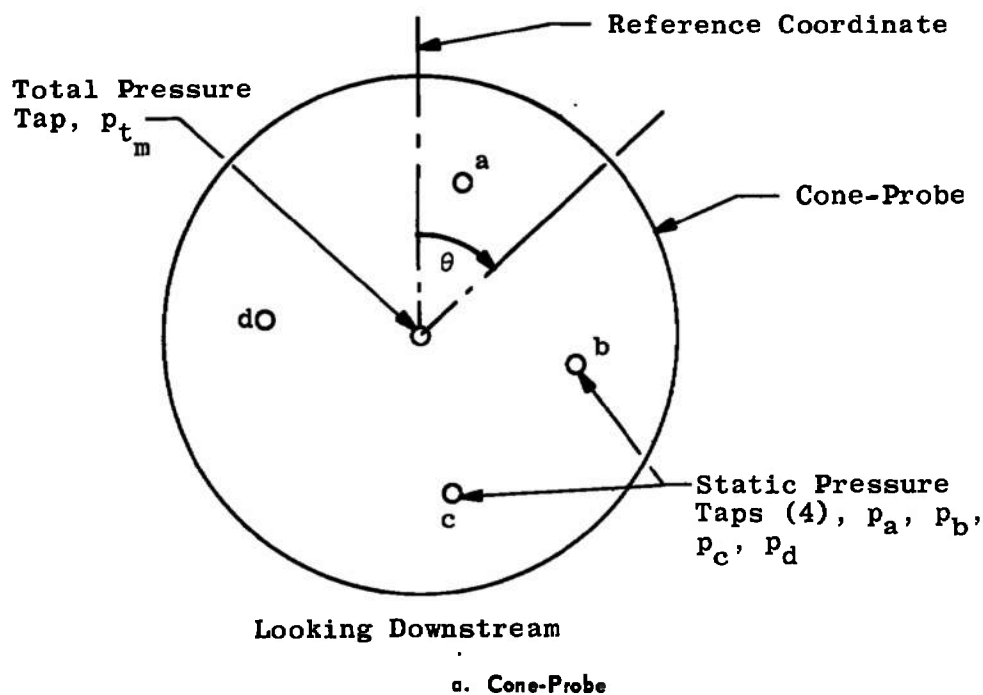 Reference Coordinate
Total Pressure
Tap, p_t_m
a
Cone-Probe
θ
d
b
c
Static Pressure
Taps (4), p_a, p_b,
p_c, p_d
Looking Downstream
a. Cone-Probe